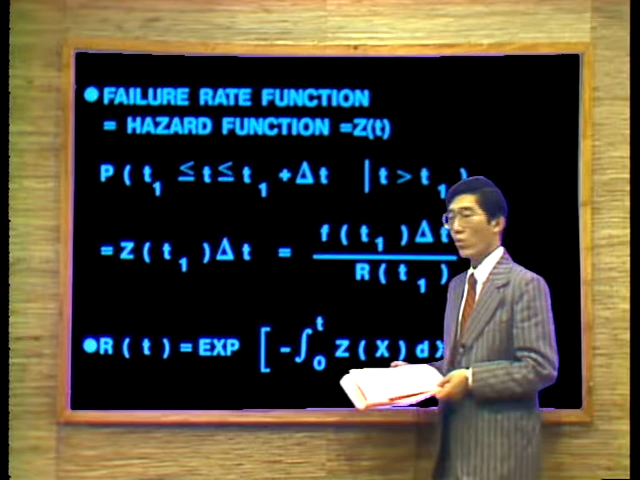 ● FAILURE RATE FUNCTION
= HAZARD FUNCTION =Z(t)
P ( t₁ ≤ t ≤ t₁ + Δt | t > t₁ )
= Z ( t₁ ) Δt = f ( t₁ ) Δt
R ( t₁ )
● R ( t ) = EXP [ - ∫₀ᵗ Z ( X ) d